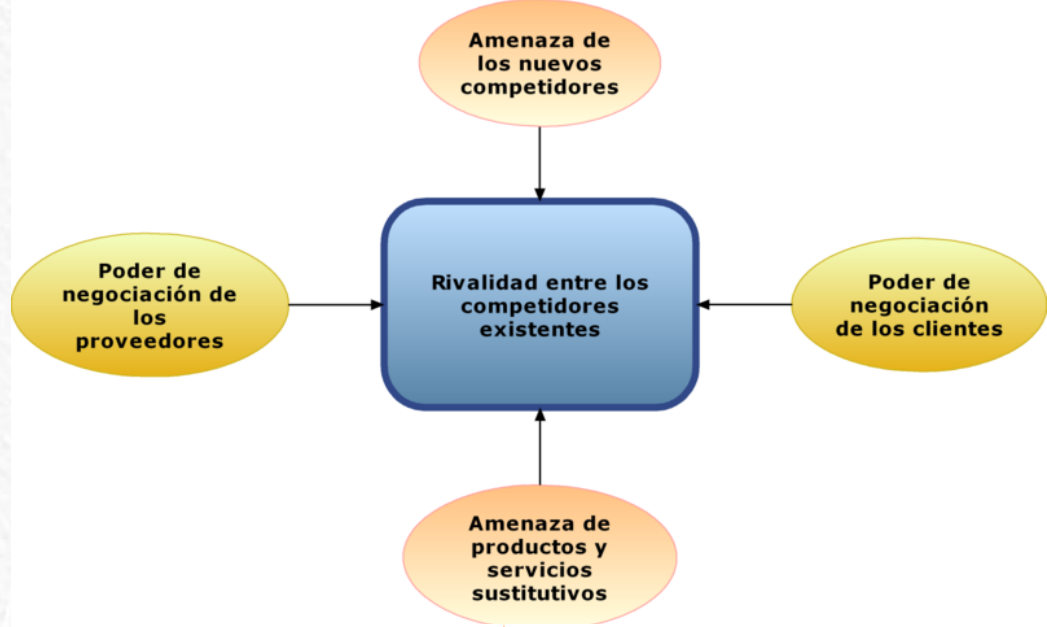 Amenaza de
los nuevos
competidores
Poder de
negociación de
los
proveedores
Rivalidad entre los
competidores
existentes
Poder de
negociación
de los clientes
Amenaza de
productos y
servicios
sustitutivos